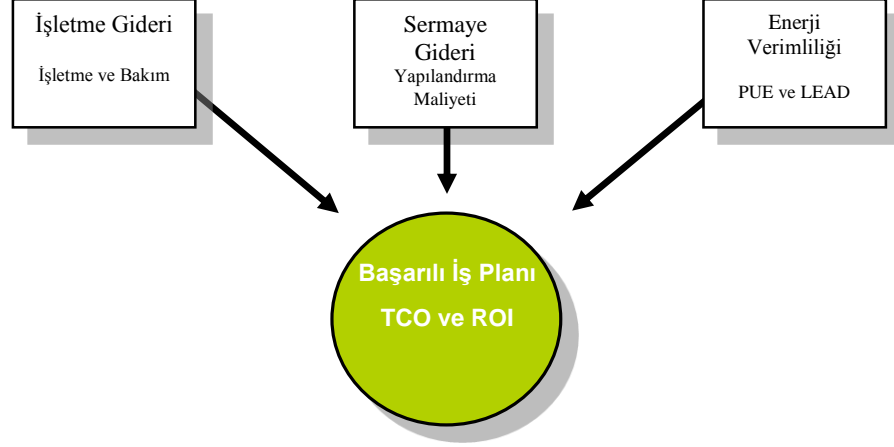 İşletme Gideri
İşletme ve Bakım
Sermaye
Gideri
Yapılandırma
Maliyeti
Enerji
Verimliliği
PUE ve LEAD
Başarılı İş Planı
TCO ve ROI